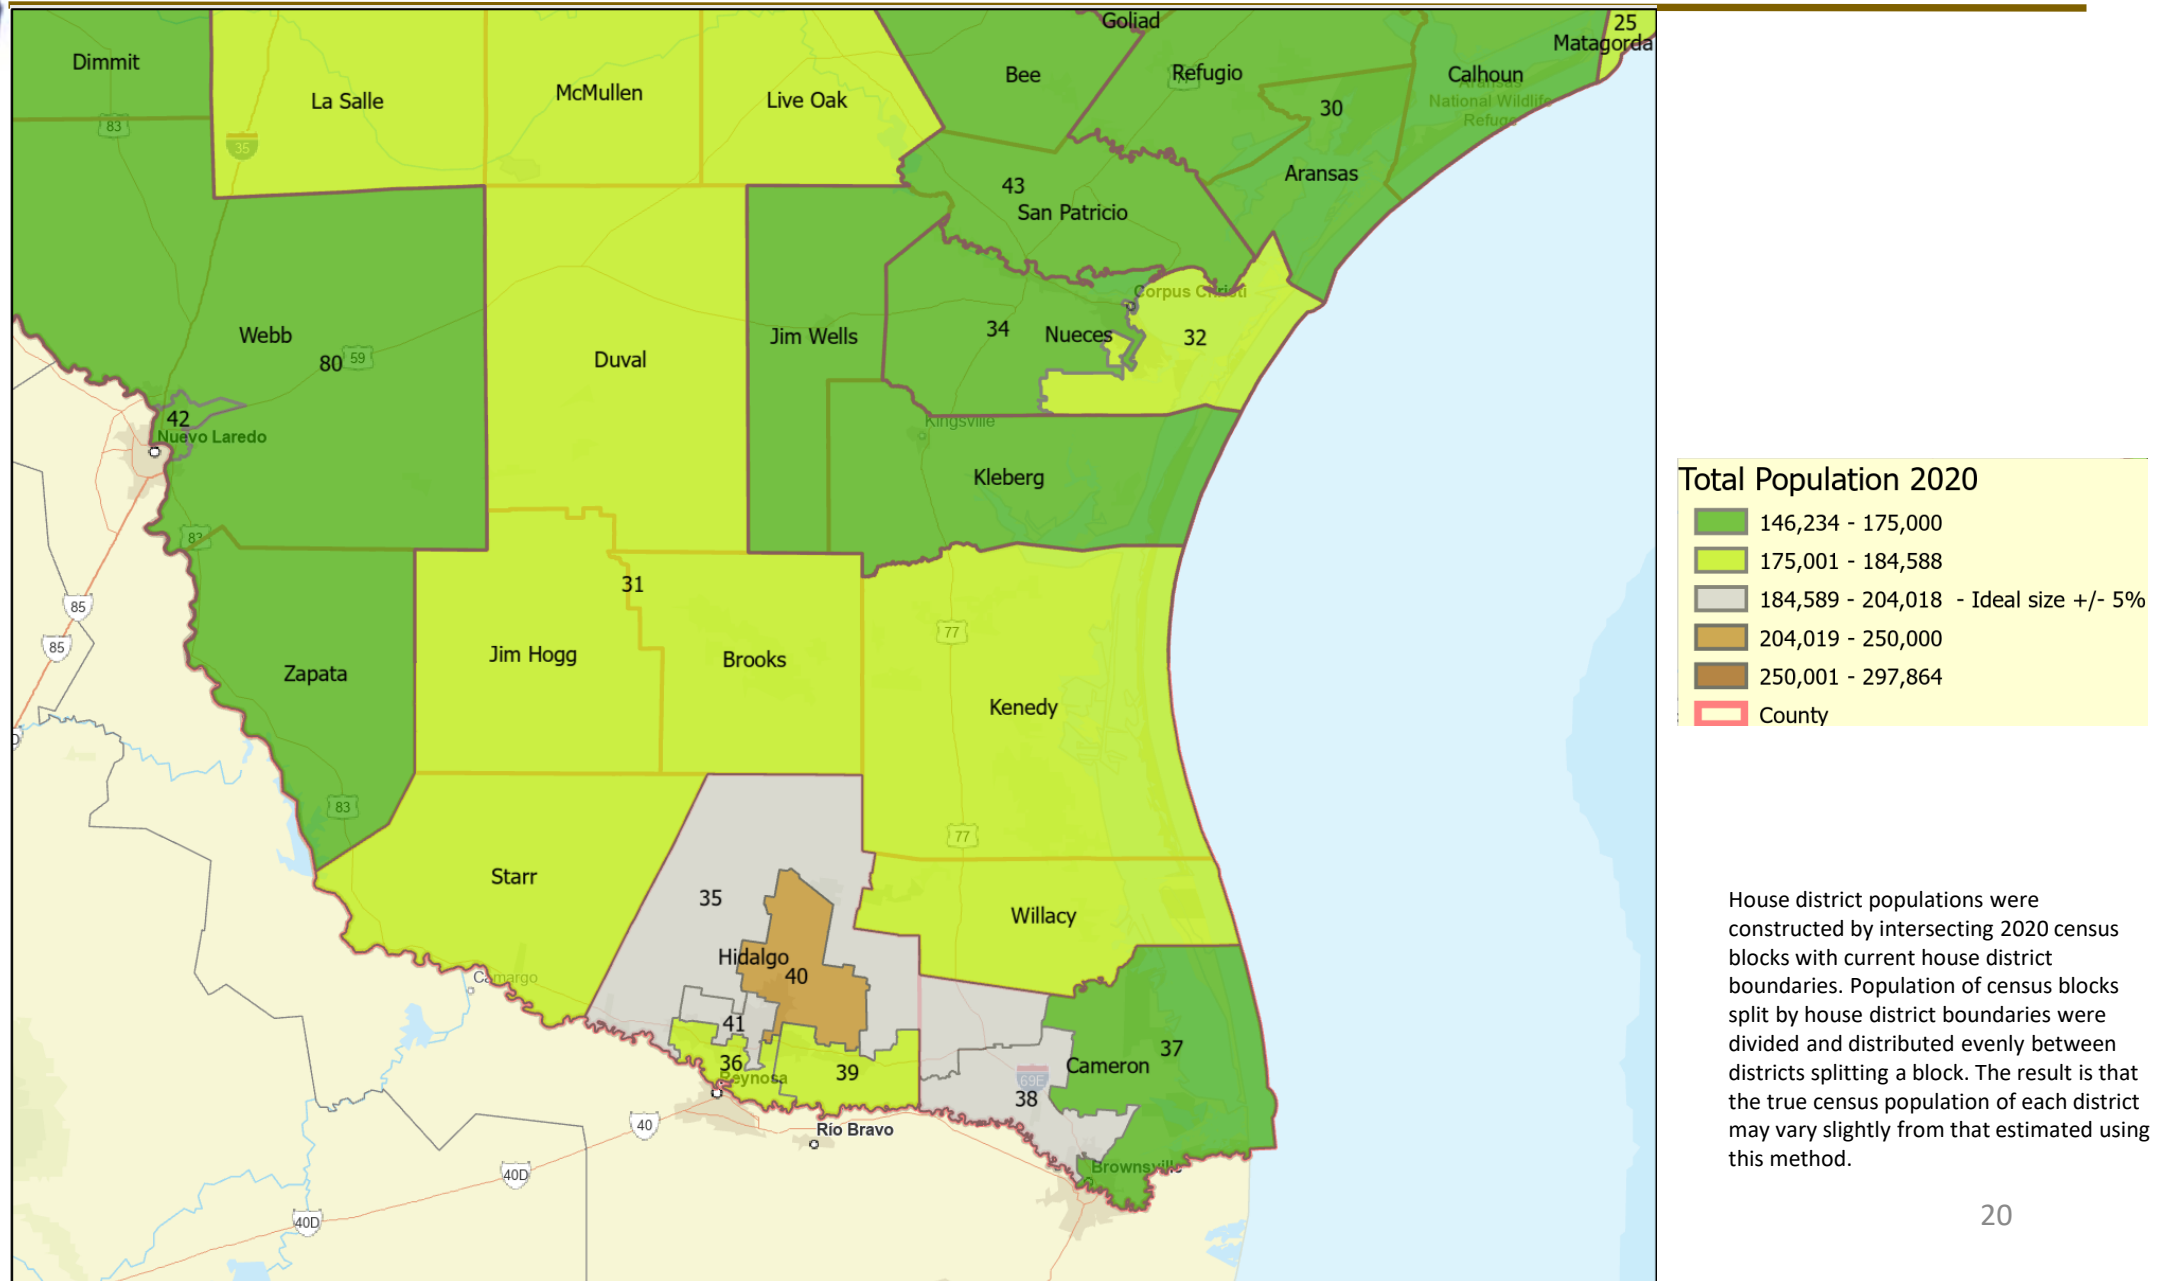 Goliad
25
Matagorda
Dimmit
Bee
Refugio
Calhoun
77
Aransas
National Wildlife
Refuge
La Salle
McMullen
Live Oak
30
83
35
Aransas
43
San Patricio
Corpus Christi
Webb
80
59
Duval
Jim Wells
34
Nueces
32
42
Nuevo Laredo
Kingsville
Kleberg
83
31
85
85
77
Zapata
Jim Hogg
Brooks
Kenedy
D
83
77
Starr
35
Willacy
Hidalgo
40
Camargo
41
36
Reynosa
39
37
Cameron
69E
38
40
Río Bravo
40D
Brownsville
40D
Total Population 2020
146,234 - 175,000
175,001 - 184,588
184,589 - 204,018 - Ideal size +/- 5%
204,019 - 250,000
250,001 - 297,864
County
House district populations were
constructed by intersecting 2020 census
blocks with current house district
boundaries. Population of census blocks
split by house district boundaries were
divided and distributed evenly between
districts splitting a block. The result is that
the true census population of each district
may vary slightly from that estimated using
this method.
20